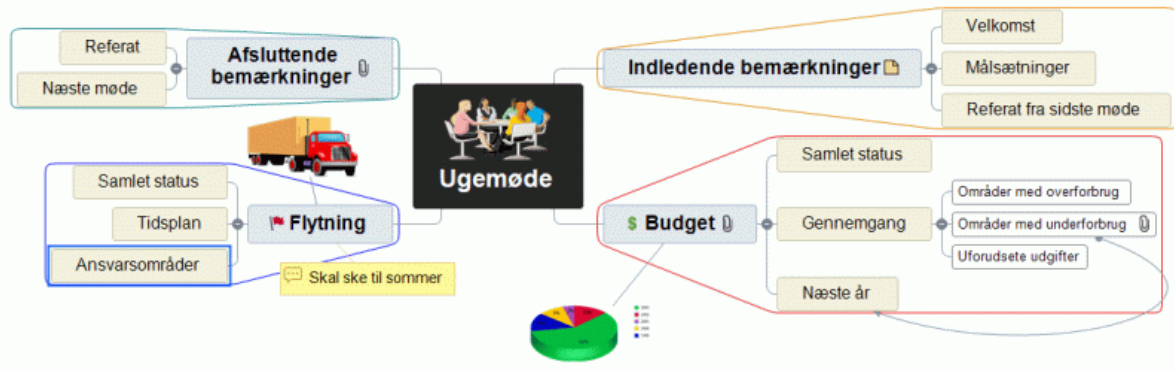 Ugemøde
Indledende bemærkninger
Velkomst
Målsætninger
Referat fra sidste møde
$ Budget
Samlet status
Gennemgang
Områder med overforbrug
Områder med underforbrug
Uforudsete udgifter
Næste år
Flytning
Samlet status
Tidsplan
Ansvarsområder
Skal ske til sommer
Afsluttende
bemærkninger
Referat
Næste møde